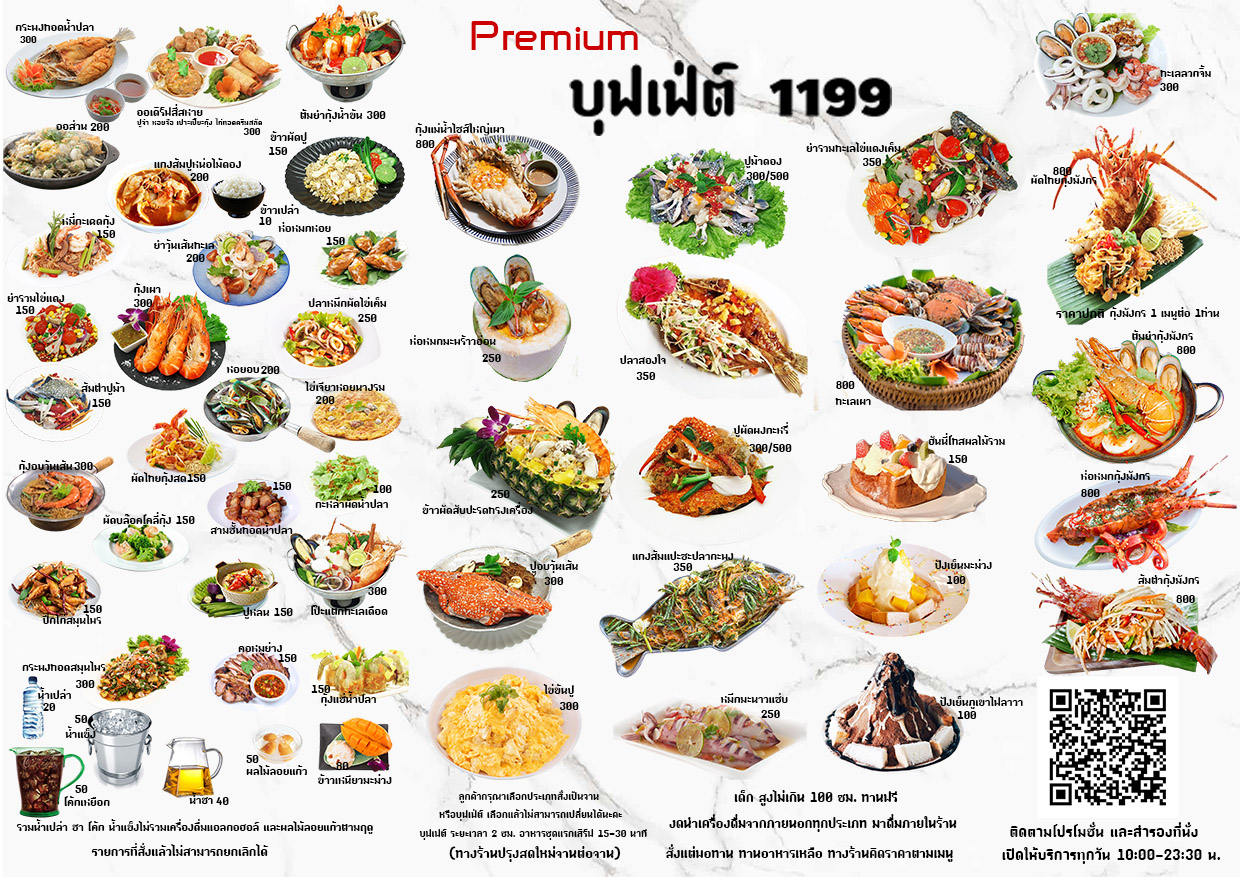 Premium
บุฟเฟ่ต์ 1199
กระพงทอดน้ำปลา
300
ออเดิร์ฟสี่สหาย
ปูจ๋า หอยจ้อ เปาะเปี๊ยะกุ้ง ไก่ทอดครีมสลัด
300
ต้มยำกุ้งน้ำข้น 300
ออส่วน 200
ข้าวผัดปู
150
แกงส้มปูหน่อไม้ดอง
200
ข้าวเปล่า
10
หมี่กะเฉดกุ้ง
150
ยำวุ้นเส้นทะเล
200
ห่อหมกหอย
150
ยำรวมไข่แดง
150
กุ้งเผา
300
ปลาหมึกผัดไข่เค็ม
250
ส้มตำปูม้า
150
หอยอบ 200
ไข่เจียวหอยนางรม
200
กุ้งอบวุ้นเส้น 300
ผัดไทยกุ้งสด 150
150
สามชั้นทอดน้ำปลา
100
กะหล่ำผัดน้ำปลา
ผัดบล๊อคโคลี่กุ้ง 150
150
ปีกไก่สมุนไพร
ปูหลน 150
300
โป๊ะแตกทะเลเดือด
กระพงทอดสมุนไพร
300
คอหมูย่าง
150
150
กุ้งแช่น้ำปลา
น้ำเปล่า
20
50
น้ำแข็ง
50
โค้กเหยือก
น้ำชา 40
50
ผลไม้ลอยแก้ว
80
ข้าวเหนียวมะม่วง
รวมน้ำเปล่า ชา โค้ก น้ำแข็งไม่รวมเครื่องดื่มแอลกอฮอล์ และผลไม้ลอยแก้วตามฤดู
รายการที่สั่งแล้วไม่สามารถยกเลิกได้
กุ้งแม่น้ำไซส์ใหญ่เผา
800
ห่อหมกมะพร้าวอ่อน
250
250
ข้าวผัดสับปะรดทรงเครื่อง
ปูอบวุ้นเส้น
300
ไข่ข้นปู
300
ลูกค้ากรุณาเลือกประเภทสั่งเป็นจาน
หรือบุฟเฟ่ต์ เลือกแล้วไม่สามารถเปลี่ยนได้นะคะ
บุฟเฟ่ต์ ระยะเวลา 2 ชม. อาหารชุดแรกเสิร์ฟ 15-30 นาที
(ทางร้านปรุงสดใหม่จานต่อจาน)
ปูม้าดอง
300/500
ปลาสองใจ
350
ปูผัดผงกะหรี่
300/500
แกงส้มแปะซะปลากะพง
350
หมึกมะนาวแซ่บ
250
ยำรวมทะเลไข่แดงเค็ม
350
800
ทะเลเผา
ฮันนี่โทสผลไม้รวม
150
ปังเย็นมะม่วง
100
ปังเย็นภูเขาไฟลาวา
100
เด็ก สูงไม่เกิน 100 ซม. ทานฟรี
งดนำเครื่องดื่มจากภายนอกทุกประเภท มาดื่มภายในร้าน
สั่งแต่พอทาน ทานอาหารเหลือ ทางร้านคิดราคาตามเมนู
ทะเลลวกจิ้ม
300
800
ผัดไทยกุ้งมังกร
ราคาปกติ กุ้งมังกร 1 เมนูต่อ 1ท่าน
ต้มยำกุ้งมังกร
800
ห่อหมกกุ้งมังกร
800
ส้มตำกุ้งมังกร
800
ติดตามโปรโมชั่น และสำรองที่นั่ง
เปิดให้บริการทุกวัน 10:00-23:30 น.